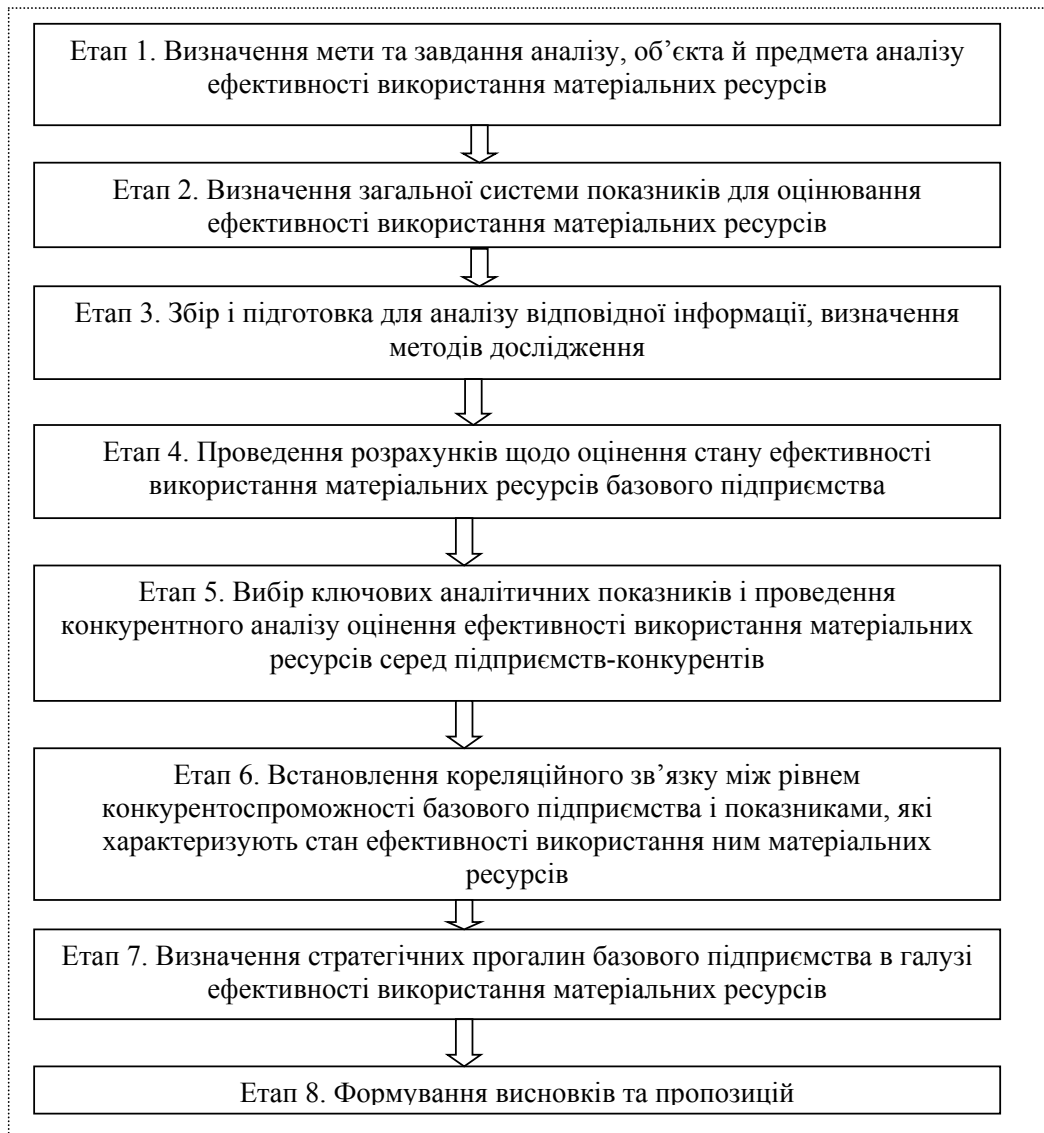 Етап 1. Визначення мети та завдання аналізу, об’єкта й предмета аналізу
ефективності використання матеріальних ресурсів
Етап 2. Визначення загальної системи показників для оцінювання
ефективності використання матеріальних ресурсів
Етап 3. Збір і підготовка для аналізу відповідної інформації, визначення
методів дослідження
Етап 4. Проведення розрахунків щодо оцінення стану ефективності
використання матеріальних ресурсів базового підприємства
Етап 5. Вибір ключових аналітичних показників і проведення
конкурентного аналізу оцінення ефективності використання матеріальних
ресурсів серед підприємств-конкурентів
Етап 6. Встановлення кореляційного зв’язку між рівнем
конкурентоспроможності базового підприємства і показниками, які
характеризують стан ефективності використання ним матеріальних
ресурсів
Етап 7. Визначення стратегічних прогалин базового підприємства в галузі
ефективності використання матеріальних ресурсів
Етап 8. Формування висновків та пропозицій